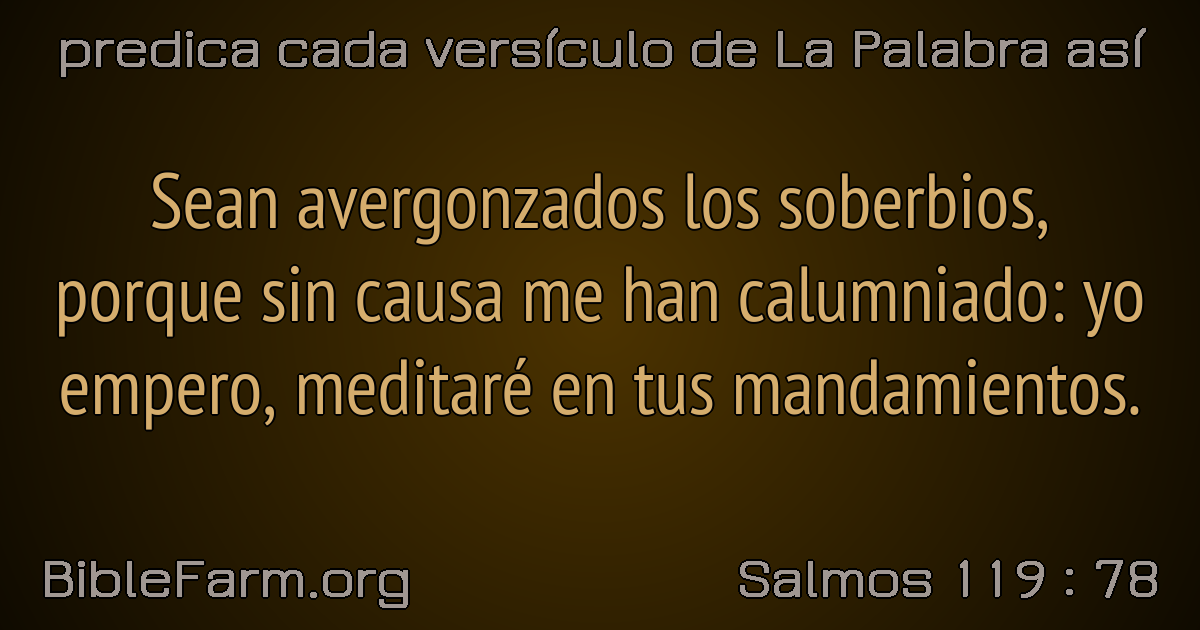 predica cada versículo de La Palabra así
Sean avergonzados los soberbios,
porque sin causa me han calumniado: yo
empero, meditaré en tus mandamientos.
BibleFarm.org
Salmos 119 : 78